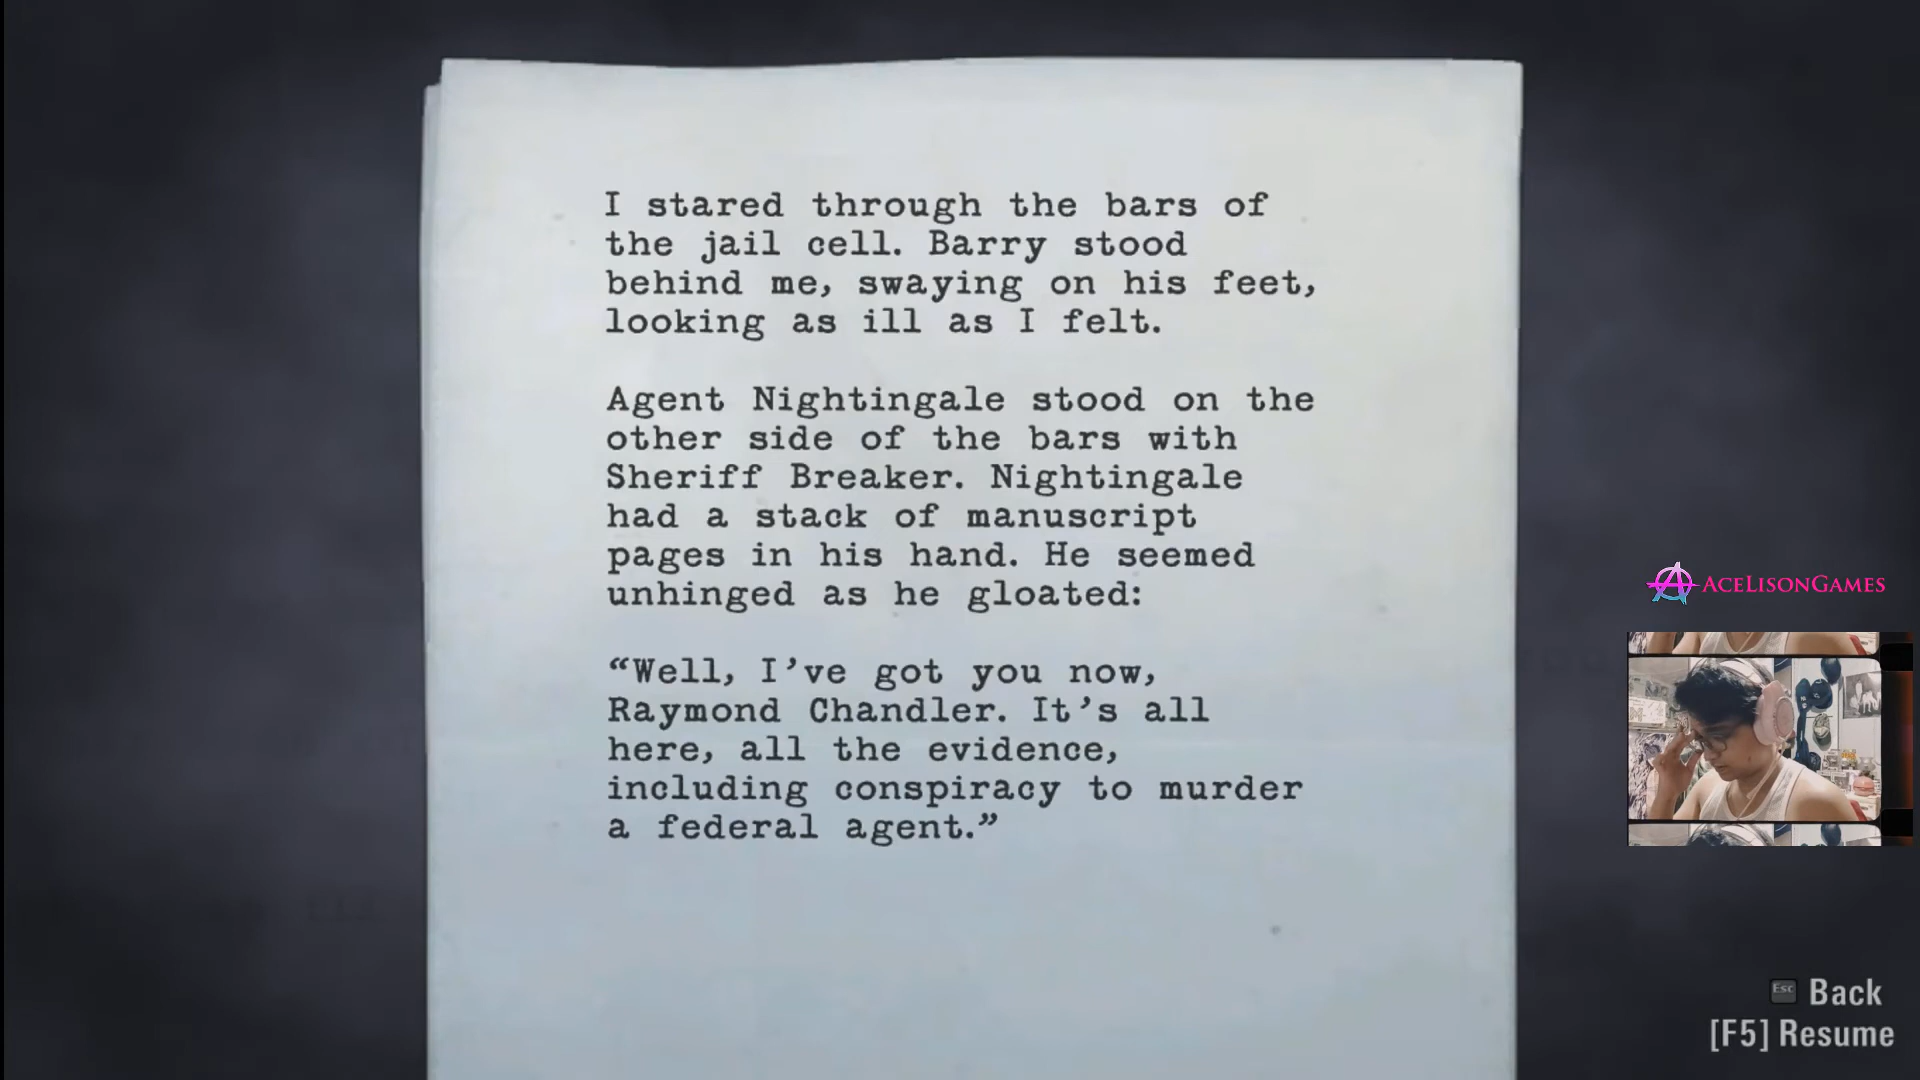 I stared through the bars of
the jail cell. Barry stood
behind me, swaying on his feet,
looking as ill as I felt.
Agent Nightingale stood on the
other side of the bars with
Sheriff Breaker. Nightingale
had a stack of manuscript
pages in his hand. He seemed
unhinged as he gloated:
“Well, I’ve got you now,
Raymond Chandler. It’s all
here, all the evidence,
including conspiracy to murder
a federal agent.”
ACELISONGAMES
Esc Back
[F5] Resume